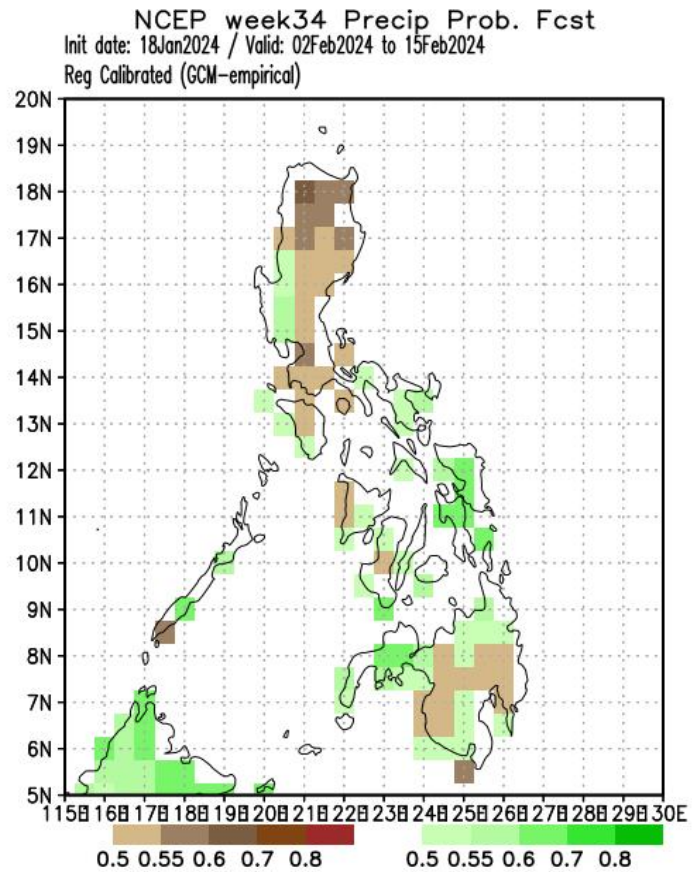 NCEP week34 Precip Prob. Fcst
Init date: 18Jan2024 / Valid: 02Feb2024 to 15Feb2024
Reg Calibrated (GCM-empirical)
20N
19N
18N
17N
16N
15N
14N
13N
12N
11N
10N
9N
8N
7N
6N
5N
115E 116E 117E 118E 119E 120E 121E 122E 123E 124E 125E 126E 127E 128E 129E 130E
0.5 0.55 0.6 0.7 0.8 0.5 0.55 0.6 0.7 0.8